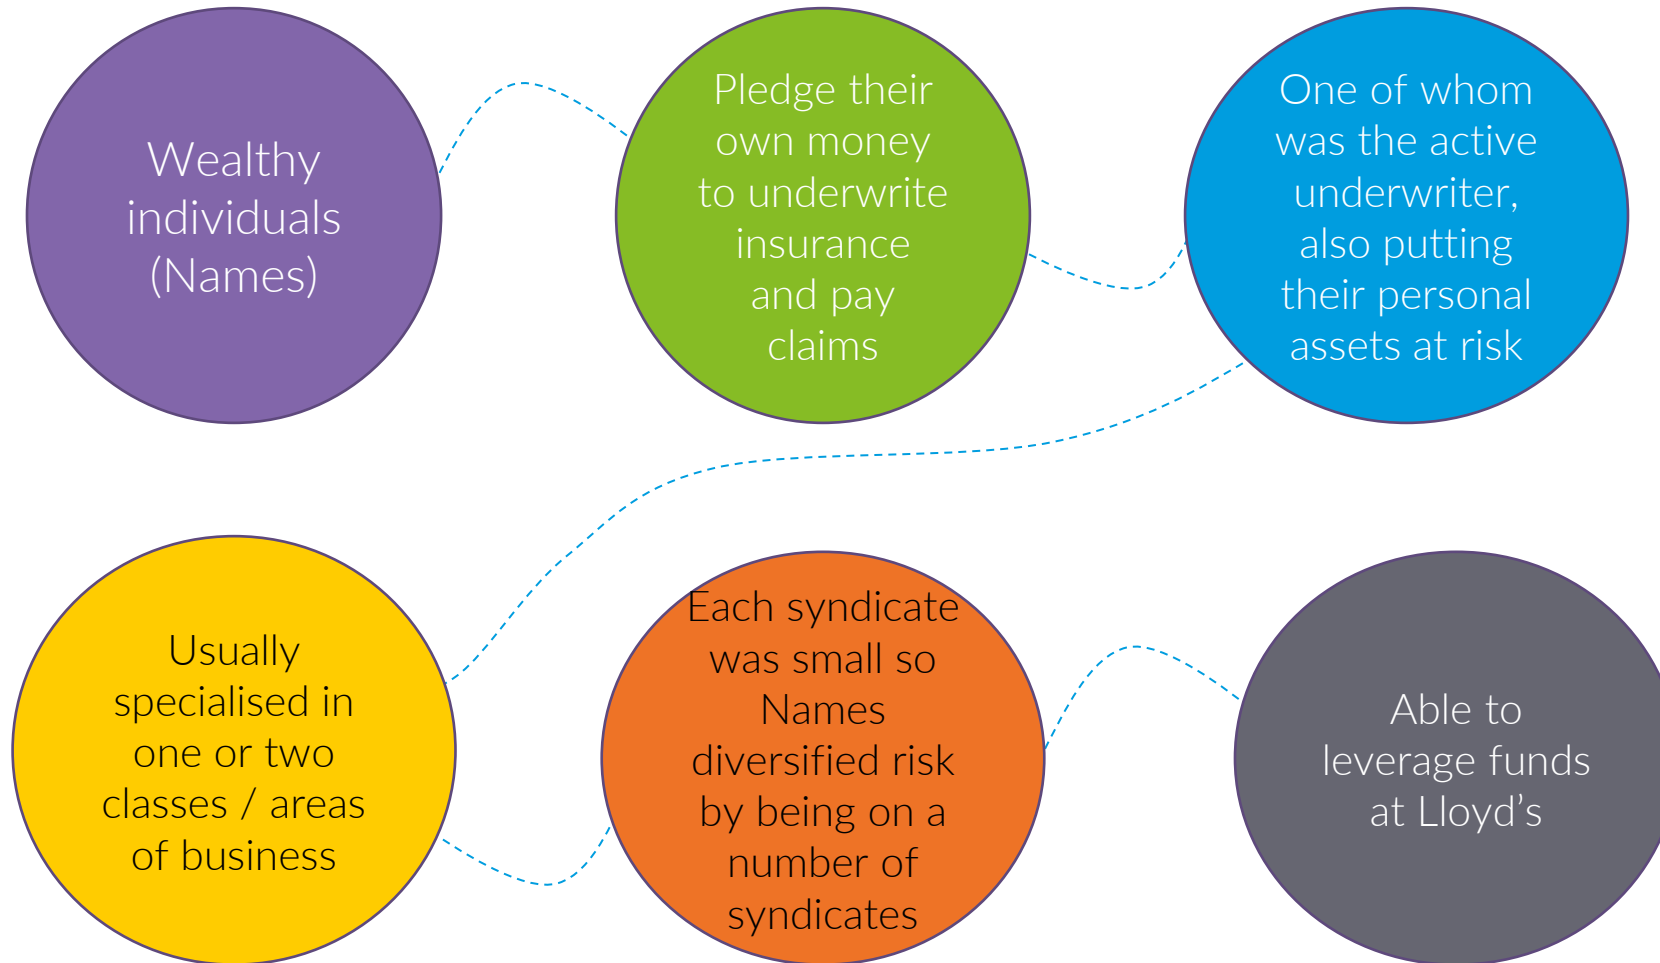 Wealthy
individuals
(Names)
Pledge their
own money
to underwrite
insurance
and pay
claims
One of whom
was the active
underwriter,
also putting
their personal
assets at risk
Usually
specialised in
one or two
classes / areas
of business
Each syndicate
was small so
Names
diversified risk
by being on a
number of
syndicates
Able to
leverage funds
at Lloyd’s